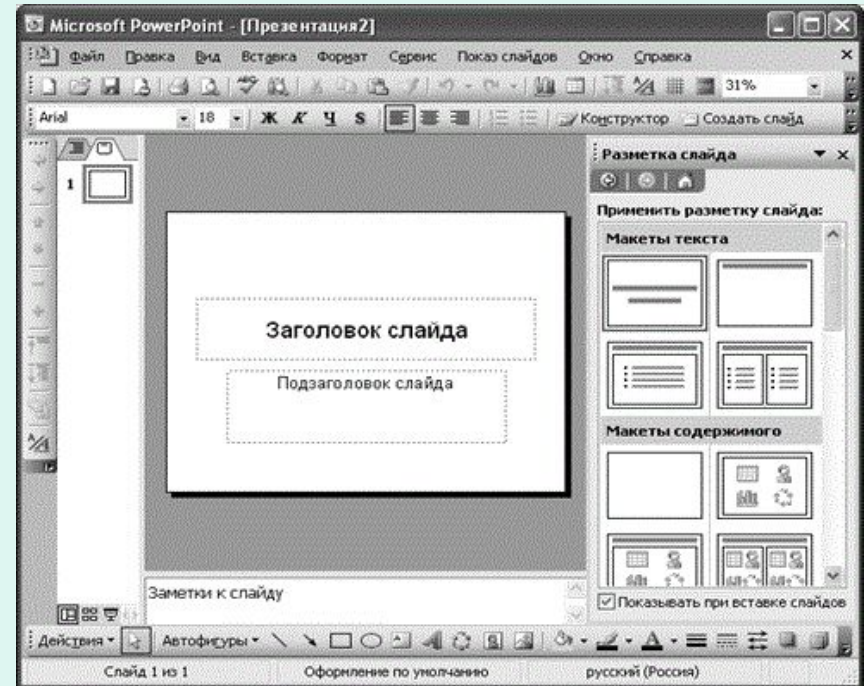 Microsoft PowerPoint - [Презентация2]
Файл Правка Вид Вставка Формат Сервис Показ слайдов Окно Справка
31%
Arial 18 Ж К Ч S Конструктор Создать слайд
Разметка слайда
1
Применить разметку слайда:
Макеты текста
Заголовок слайда
Подзаголовок слайда
Макеты содержимого
Заметки к слайду
Показывать при вставке слайдов
Действия Автофигуры
Слайд 1 из 1 Оформление по умолчанию русский (Россия)